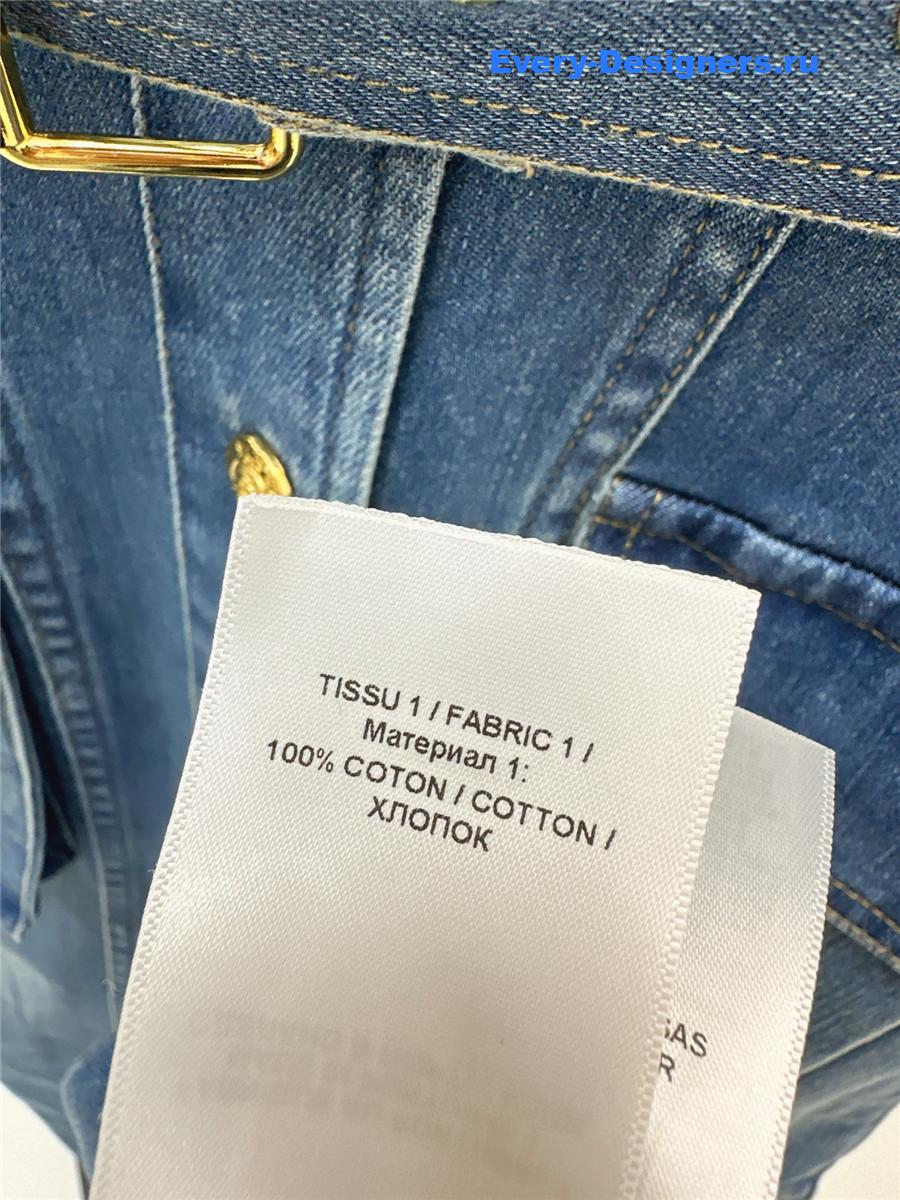 Every-Designers.ru
TISSU 1 / FABRIC 1 /
Материал 1:
100% COTON / COTTON /
ХЛОПОК